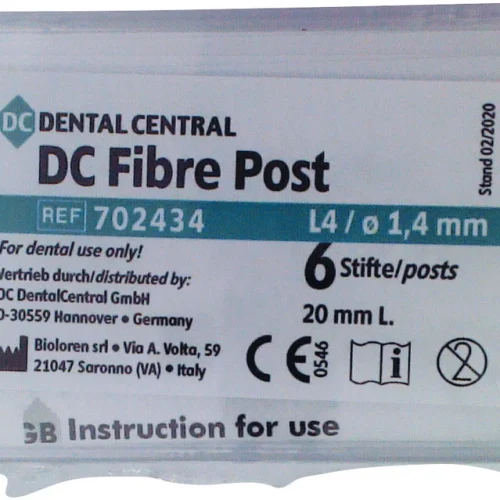 DC DENTAL CENTRAL
DC Fibre Post
Stand 02/2020
REF 702434 L4 / ø 1,4 mm
For dental use only!
6 Stifte/posts
Vertrieb durch/distributed by:
DC DentalCentral GmbH
D-30559 Hannover • Germany
20 mm L.
Bioloren srl • Via A. Volta, 59
21047 Saronno (VA) • Italy
CE 0546
i
2
GB Instruction for use